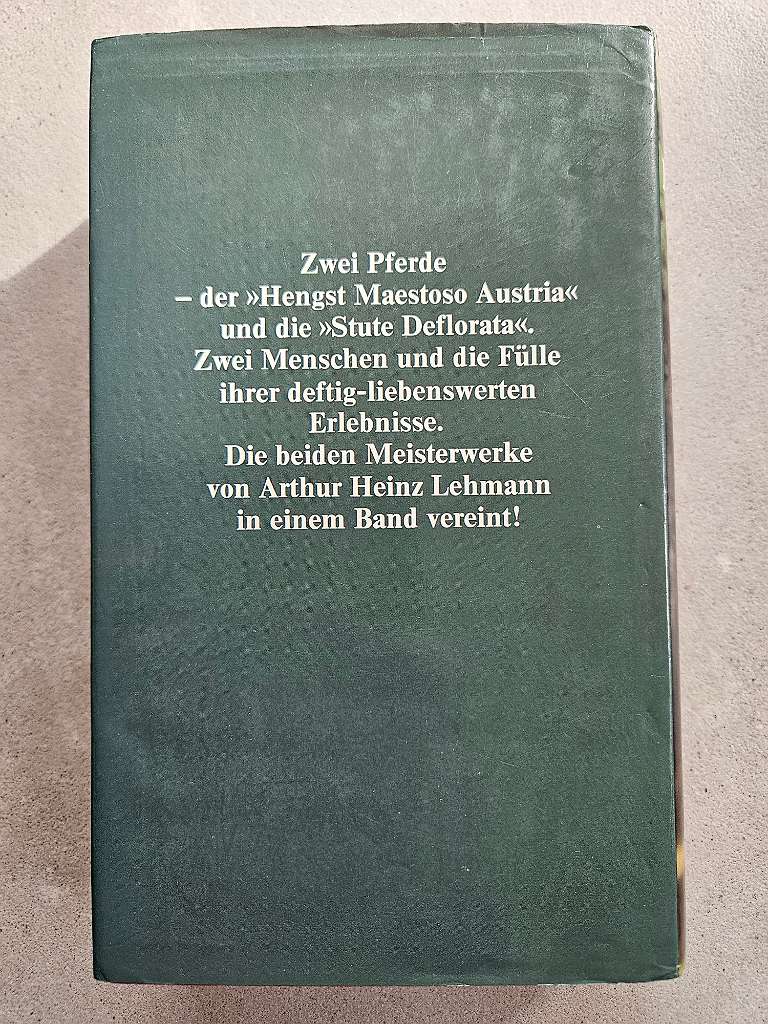 Zwei Pferde
– der »Hengst Maestoso Austria«
und die »Stute Deflorata«.
Zwei Menschen und die Fülle
ihrer deftig-liebenswerten
Erlebnisse.
Die beiden Meisterwerke
von Arthur Heinz Lehmann
in einem Band vereint!